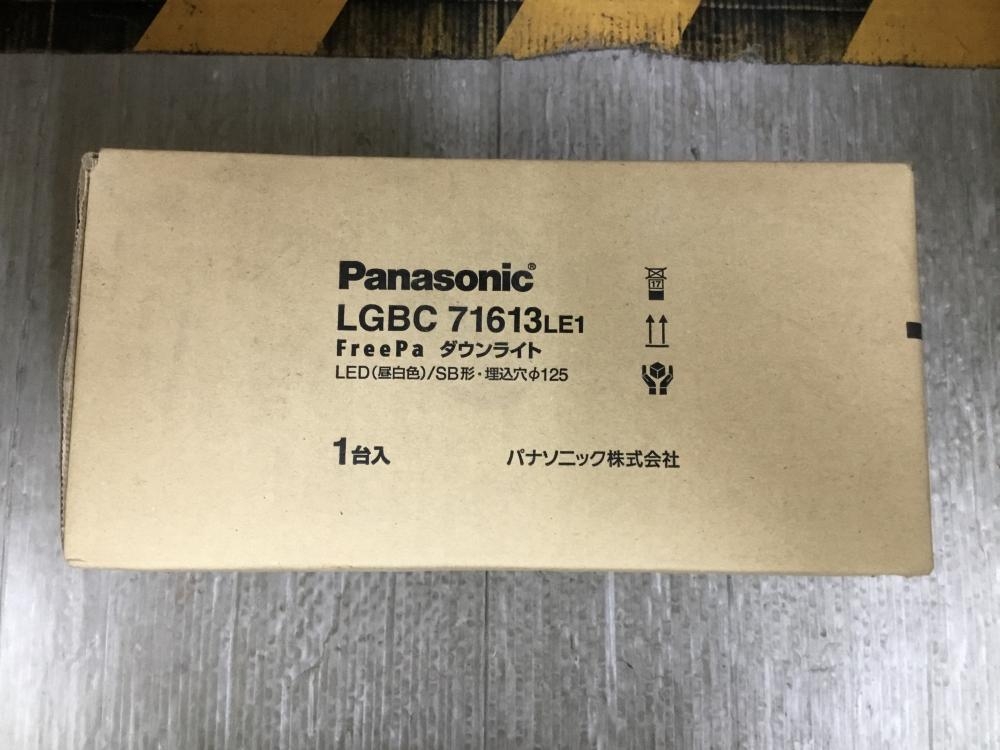 Panasonic®
LGBC 71613LE1
FreePa ダウンライト
LED(昼白色)/SB形・埋込穴φ125
1台入
パナソニック株式会社
17